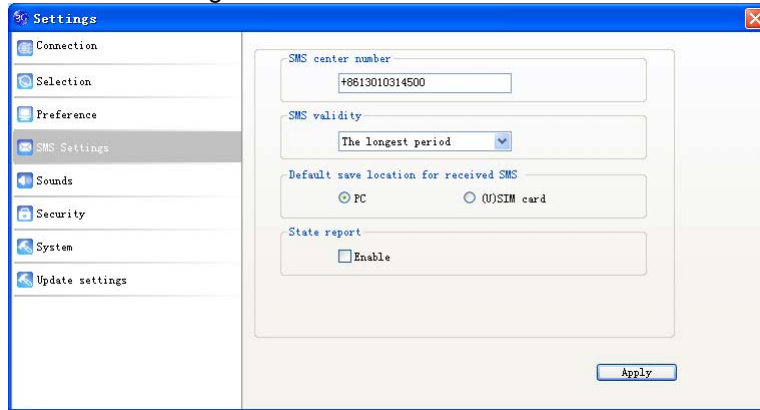 Settings
Connection
Selection
Preference
SMS Settings
Sounds
Security
System
Update settings
SMS center number
+8613010314500
SMS validity
The longest period
Default save location for received SMS
PC
(U)SIM card
State report
Enable
Apply